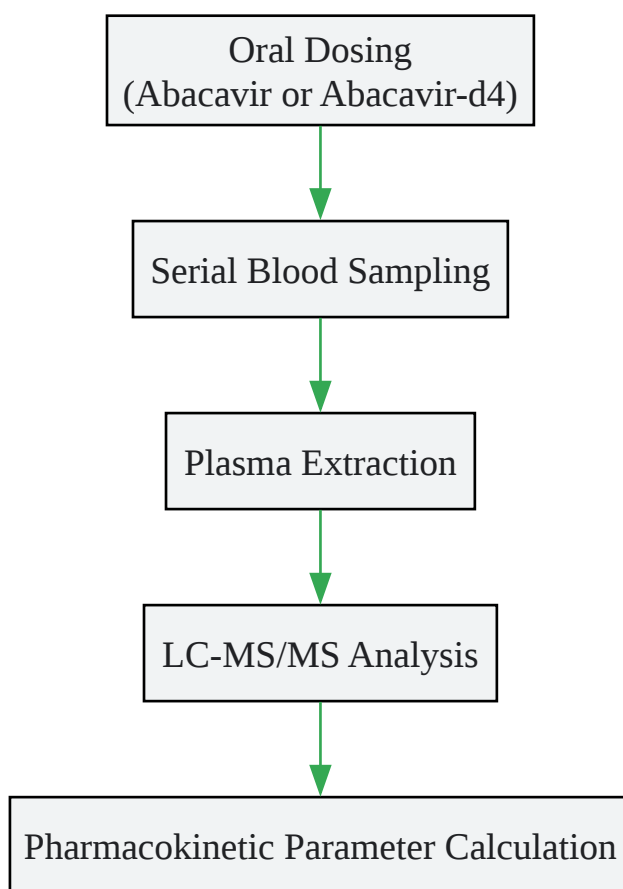 Oral Dosing
(Abacavir or Abacavir-d4)
Serial Blood Sampling
Plasma Extraction
LC-MS/MS Analysis
Pharmacokinetic Parameter Calculation